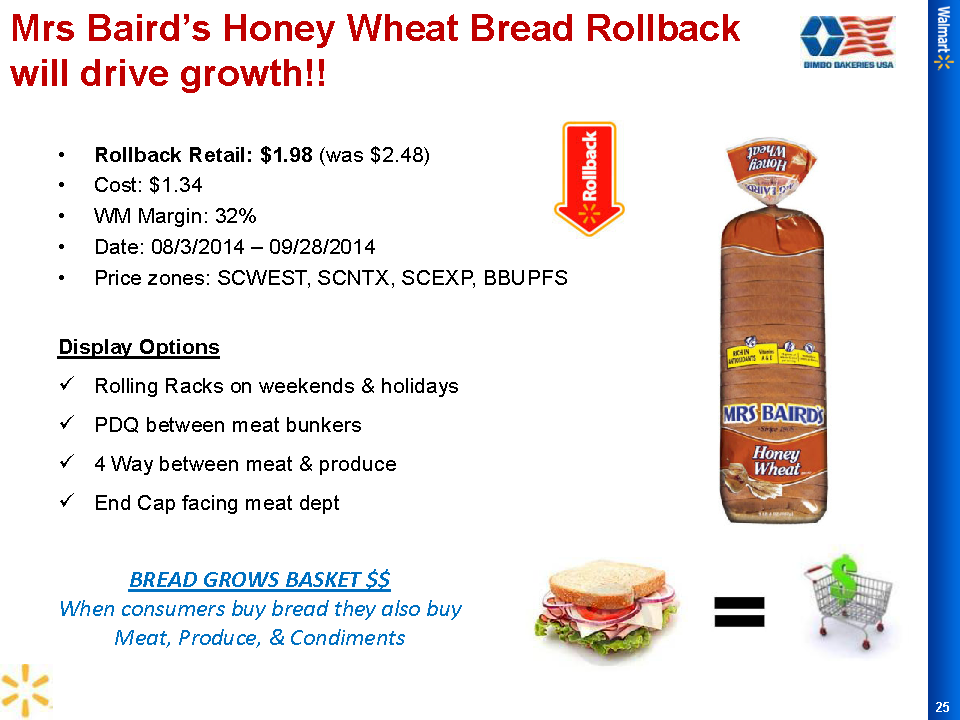 Mrs Baird’s Honey Wheat Bread Rollback
will drive growth!!
BIMBO BAKERIES USA
Walmart
• Rollback Retail: $1.98 (was $2.48)
• Cost: $1.34
• WM Margin: 32%
• Date: 08/3/2014 – 09/28/2014
• Price zones: SCWEST, SCNTX, SCEXP, BBUPFS
Rollback
Honey
Wheat
Display Options
✓ Rolling Racks on weekends & holidays
✓ PDQ between meat bunkers
✓ 4 Way between meat & produce
✓ End Cap facing meat dept
RICH IN
ANTIOXIDANTS
Vitamins
A & E
MRS BAIRD'S
Honey
Wheat
BREAD GROWS BASKET $$
When consumers buy bread they also buy
Meat, Produce, & Condiments
=
$
25